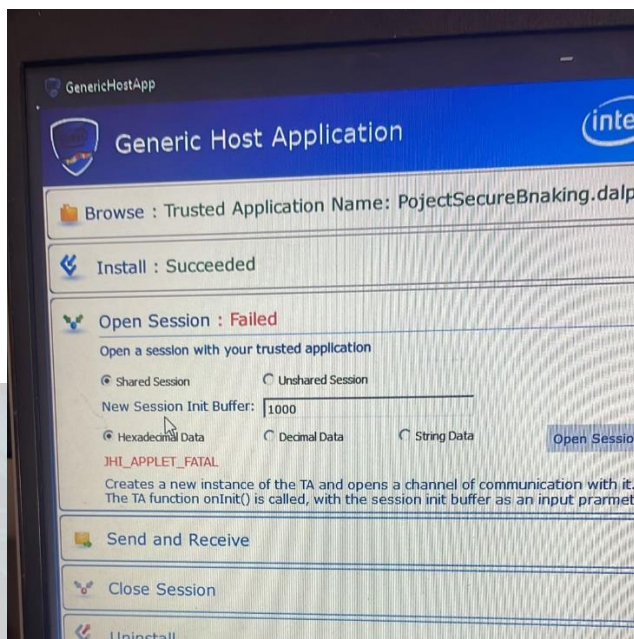 GenericHostApp
Generic Host Application
inte
Browse : Trusted Application Name: PojectSecureBnaking.dalp
Install : Succeeded
Open Session : Failed
Open a session with your trusted application
Shared Session Unshared Session
New Session Init Buffer: 1000
Hexadecimal Data Decimal Data String Data Open Sessio
JHI_APPLET_FATAL
Creates a new instance of the TA and opens a channel of communication with it.
The TA function onInit() is called, with the session init buffer as an input prarmet
Send and Receive
Close Session
Uninstall